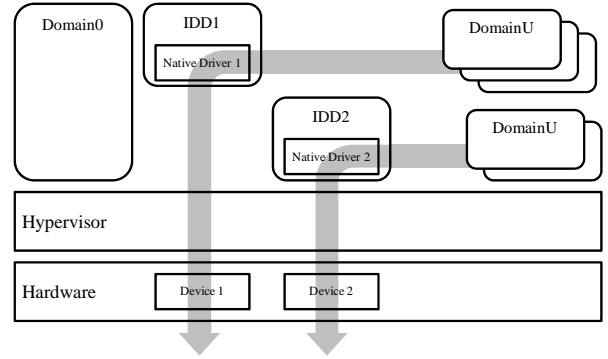 Domain0
IDD1
Native Driver 1
DomainU
IDD2
Native Driver 2
DomainU
Hypervisor
Hardware
Device 1
Device 2